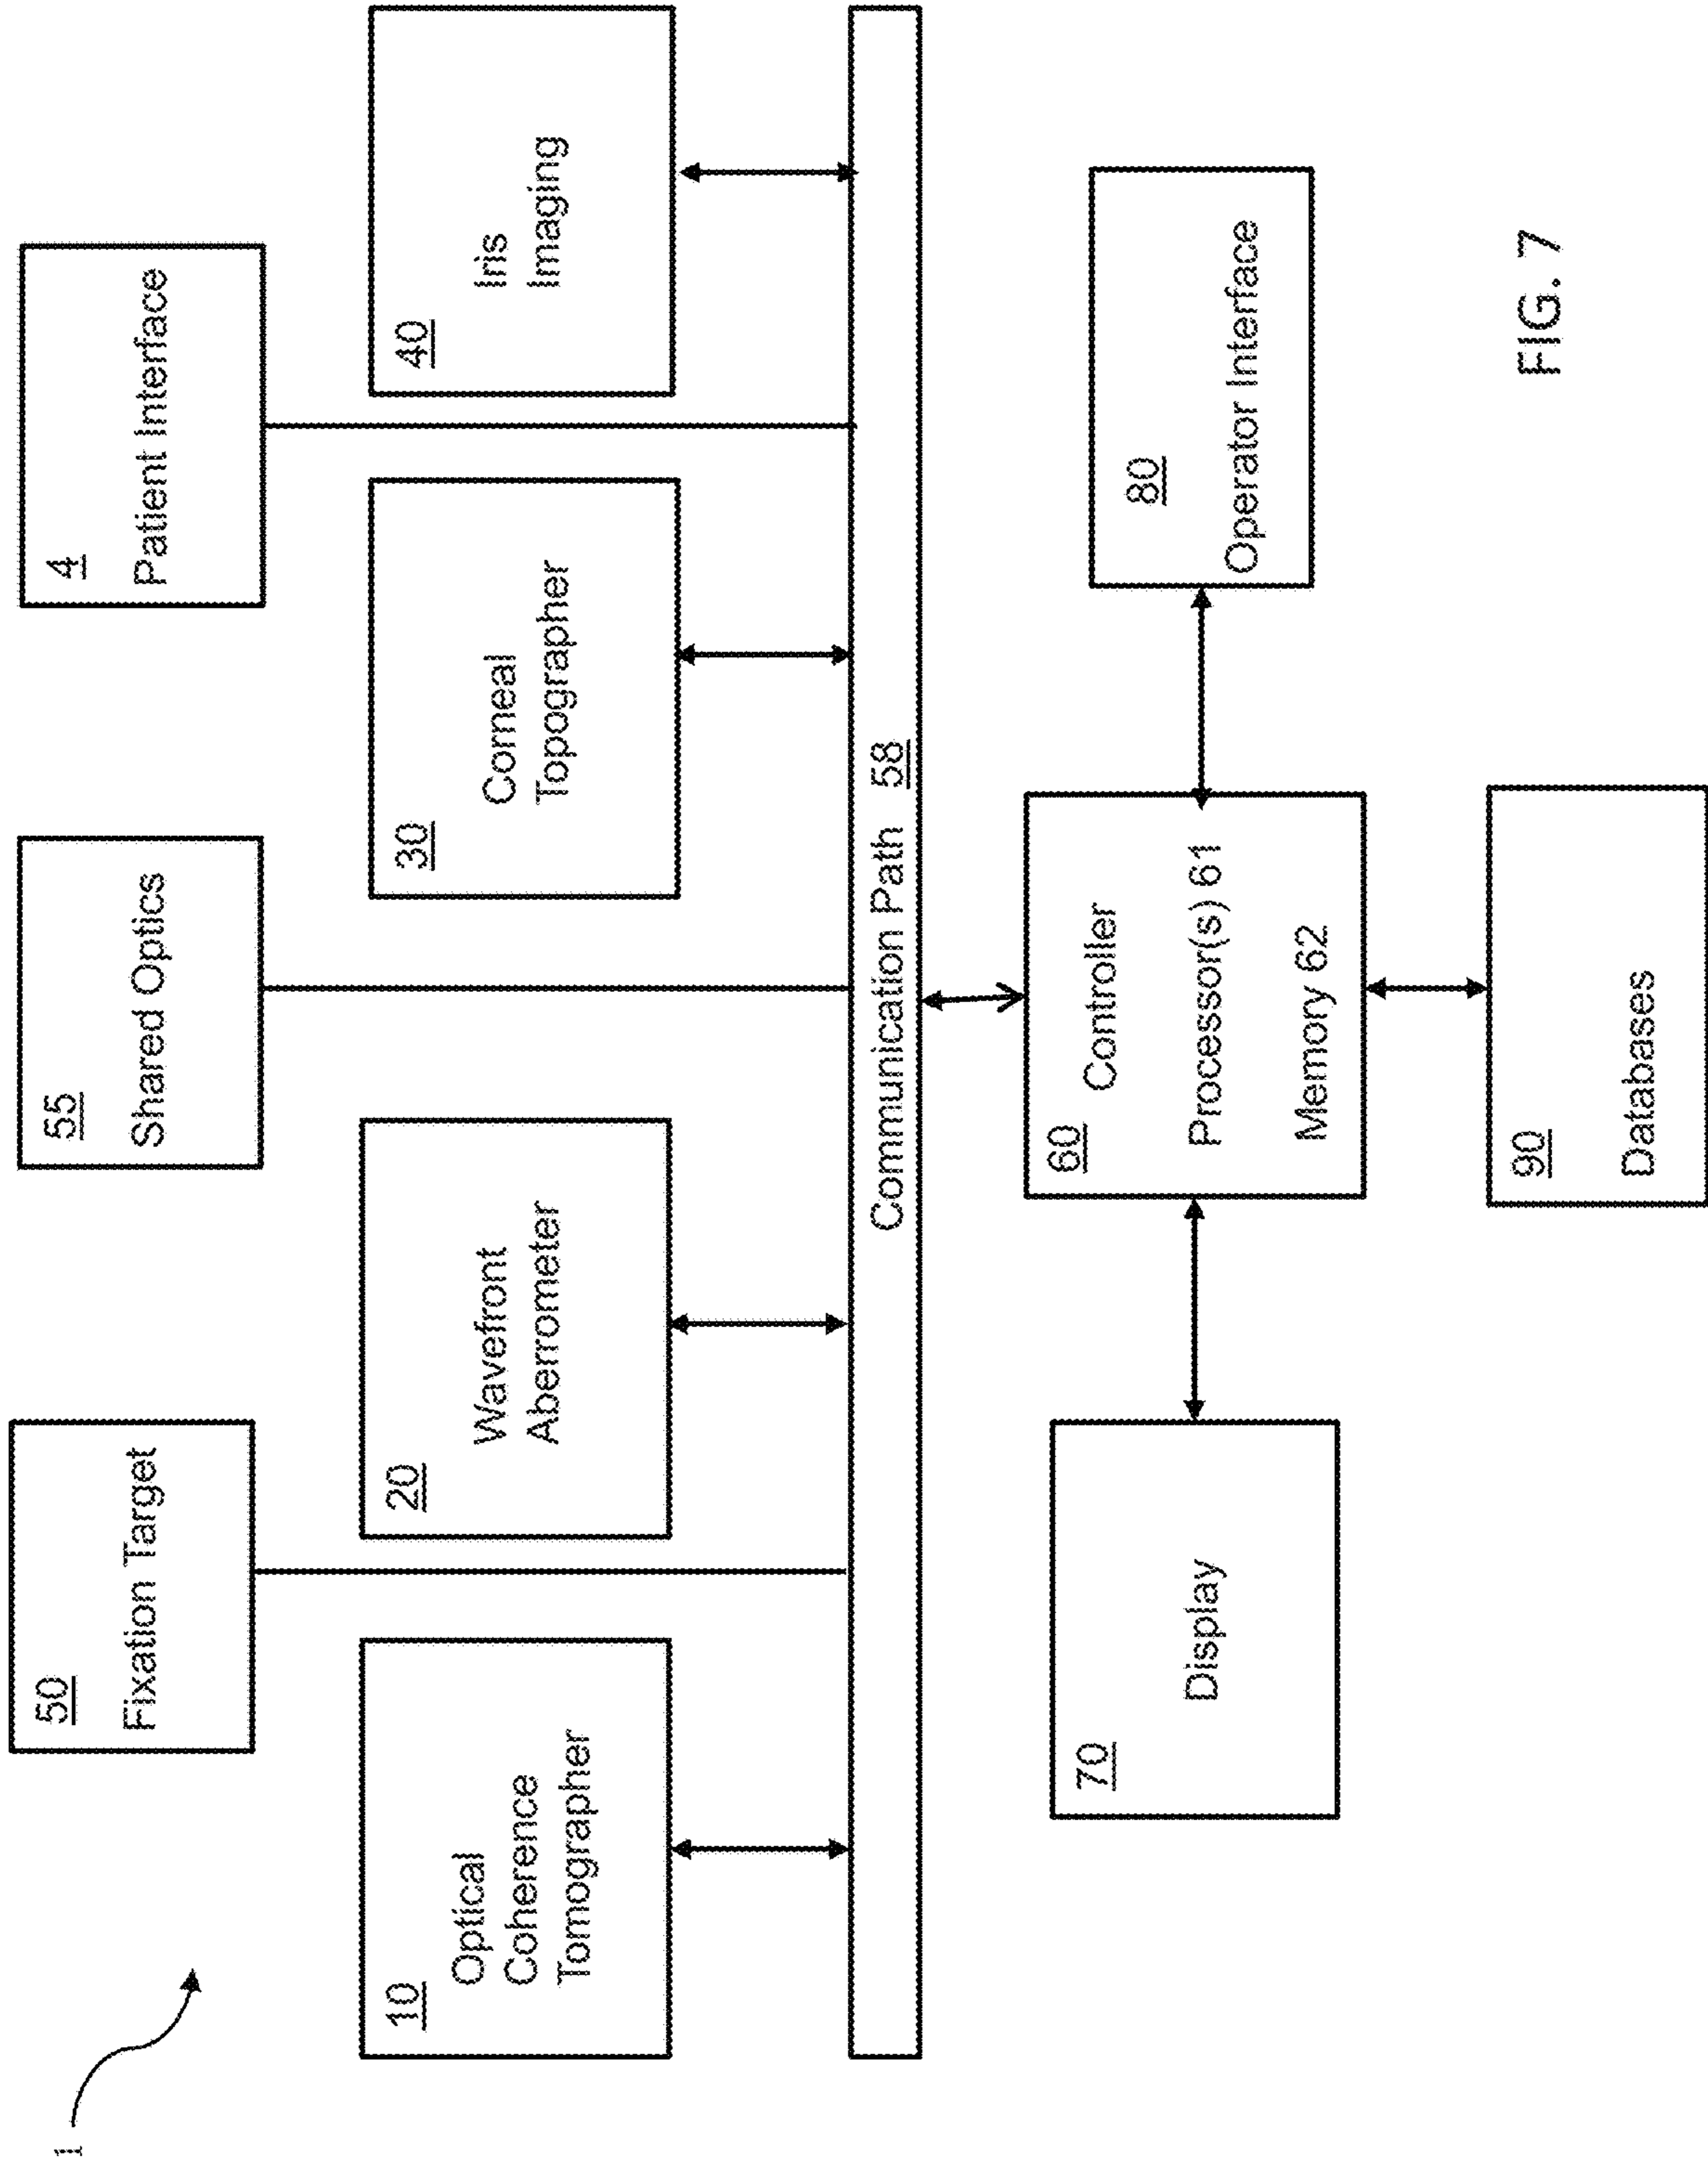 1
50
Fixation Target
55
Shared Optics
4
Patient Interface
10
Optical
Coherence
Tomographer
20
Wavefront
Aberrometer
30
Corneal
Topographer
40
Iris
Imaging
Communication Path 58
70
Display
60
Controller
Processor(s) 61
Memory 62
80
Operator Interface
90
Databases
FIG. 7